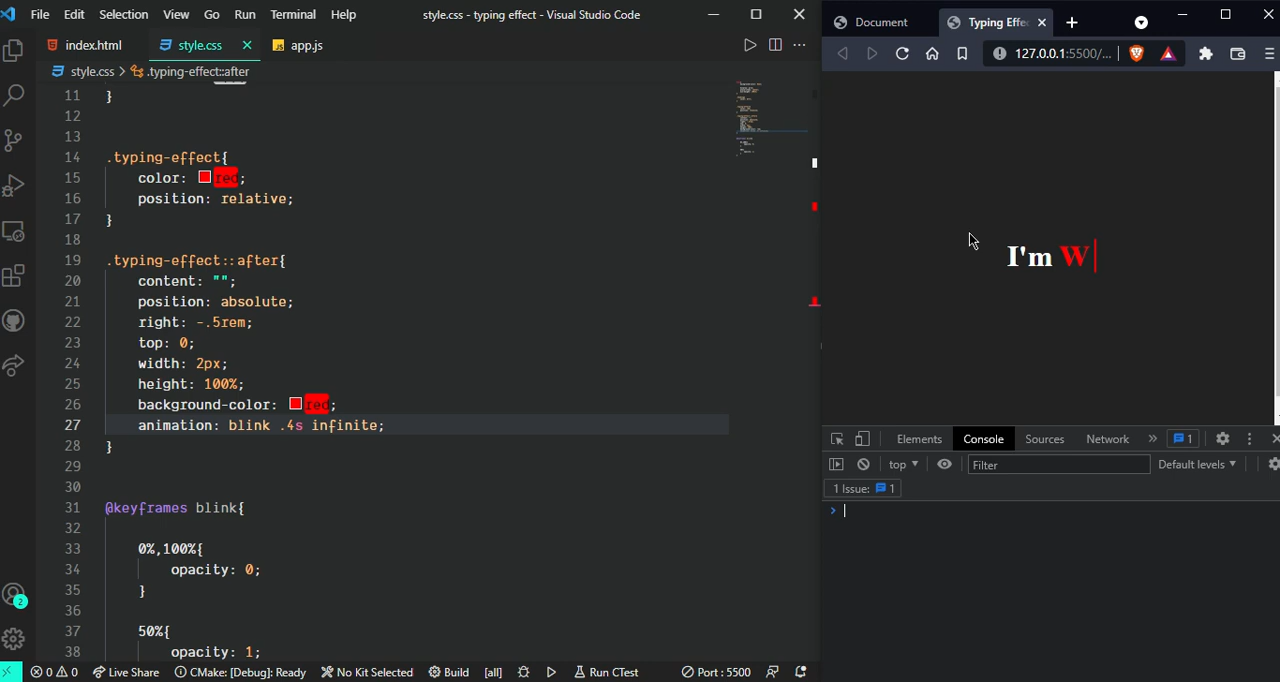 File Edit Selection View Go Run Terminal Help style.css - typing effect - Visual Studio Code
index.html style.css app.js
style.css > .typing-effect::after
11 }
12
13
14 .typing-effect{
15 color: red;
16 position: relative;
17 }
18
19 .typing-effect::after{
20 content: "";
21 position: absolute;
22 right: -.5rem;
23 top: 0;
24 width: 2px;
25 height: 100%;
26 background-color: red;
27 animation: blink .4s infinite;
28 }
29
30
31 @keyframes blink{
32
33 0%,100%{
34 opacity: 0;
35 }
36
37 50%{
38 opacity: 1;
2
0 0 Live Share CMake: [Debug]: Ready No Kit Selected Build [all] Run CTest Port : 5500
Document Typing Effe
127.0.0.1:5500/...
I'm W
Elements Console Sources Network » 1
top Filter Default levels
1 Issue: 1
>